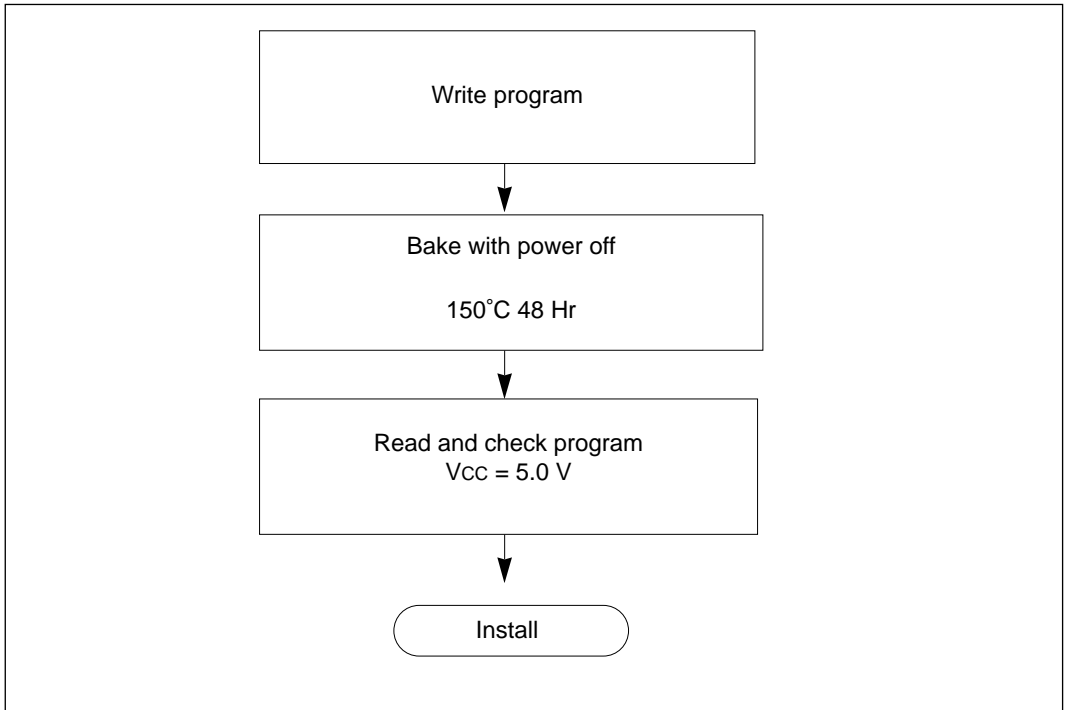 Write program
Bake with power off
150°C 48 Hr
Read and check program
VCC = 5.0 V
Install